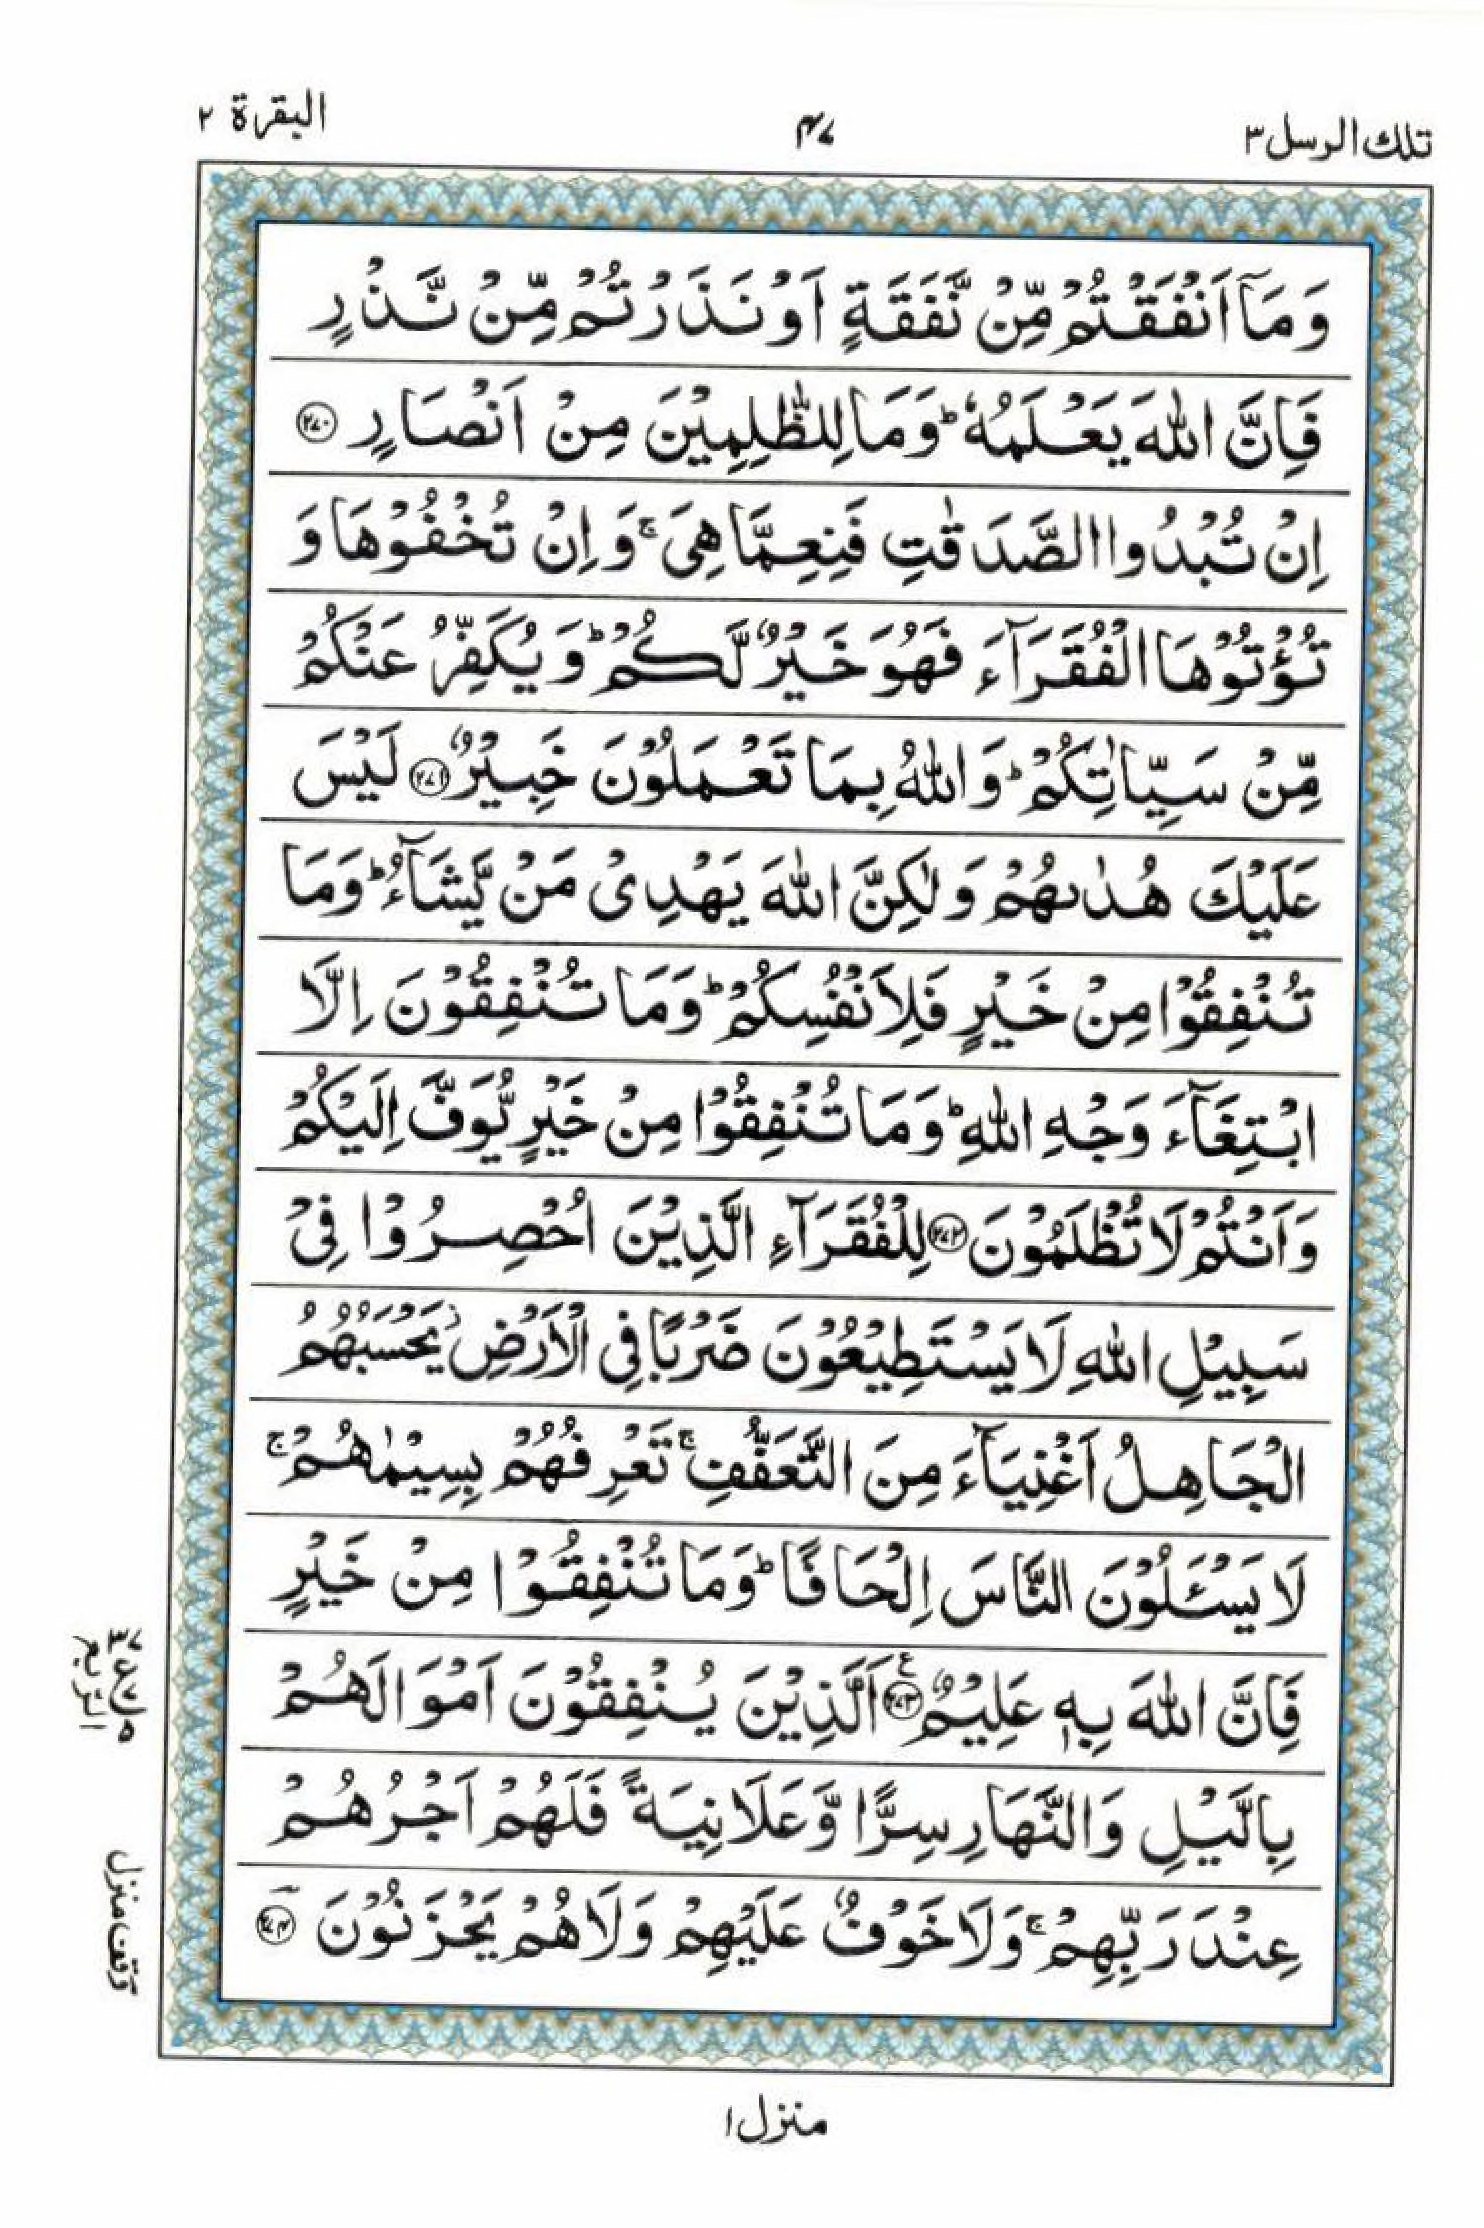 تلك الرسل ٣
٤٧
البقرة ٢
وَمَاۤ اَنْفَقْتُمْ مِّنْ نَّفَقَةٍ اَوْ نَذَرْتُمْ مِّنْ نَّذْرٍ
فَاِنَّ اللّٰهَ يَعْلَمُهٗ ؕ وَمَا لِلظّٰلِمِيْنَ مِنْ اَنْصَارٍ ﴿۲۷۰﴾
اِنْ تُبْدُوا الصَّدَقٰتِ فَنِعِمَّا هِىَ ۚ وَاِنْ تُخْفُوْهَا وَ
تُؤْتُوْهَا الْفُقَرَآءَ فَهُوَ خَيْرٌ لَّكُمْ ؕ وَيُكَفِّرُ عَنْكُمْ
مِّنْ سَيِّاٰتِكُمْ ؕ وَاللّٰهُ بِمَا تَعْمَلُوْنَ خَبِيْرٌ ﴿۲۷۱﴾ لَيْسَ
عَلَيْكَ هُدٰىهُمْ وَلٰكِنَّ اللّٰهَ يَهْدِىْ مَنْ يَّشَآءُ ؕ وَمَا
تُنْفِقُوْا مِنْ خَيْرٍ فَلِاَنْفُسِكُمْ ؕ وَمَا تُنْفِقُوْنَ اِلَّا
ابْتِغَآءَ وَجْهِ اللّٰهِ ؕ وَمَا تُنْفِقُوْا مِنْ خَيْرٍ يُّوَفَّ اِلَيْكُمْ
وَاَنْتُمْ لَا تُظْلَمُوْنَ ﴿۲۷۲﴾ لِلْفُقَرَآءِ الَّذِيْنَ اُحْصِرُوْا فِىْ
سَبِيْلِ اللّٰهِ لَا يَسْتَطِيْعُوْنَ ضَرْبًا فِى الْاَرْضِ ؗ يَحْسَبُهُمُ
الْجَاهِلُ اَغْنِيَآءَ مِنَ التَّعَفُّفِ ۚ تَعْرِفُهُمْ بِسِيْمٰهُمْ ۚ
لَا يَسْـَٔلُوْنَ النَّاسَ اِلْحَافًا ؕ وَمَا تُنْفِقُوْا مِنْ خَيْرٍ
فَاِنَّ اللّٰهَ بِهٖ عَلِيْمٌ ﴿۲۷۳﴾ اَلَّذِيْنَ يُنْفِقُوْنَ اَمْوَالَهُمْ
بِالَّيْلِ وَالنَّهَارِ سِرًّا وَّعَلَانِيَةً فَلَهُمْ اَجْرُهُمْ
عِنْدَ رَبِّهِمْ ۚ وَلَا خَوْفٌ عَلَيْهِمْ وَلَا هُمْ يَحْزَنُوْنَ ﴿۲۷۴﴾
الربع
وقف منزل
منزل ١